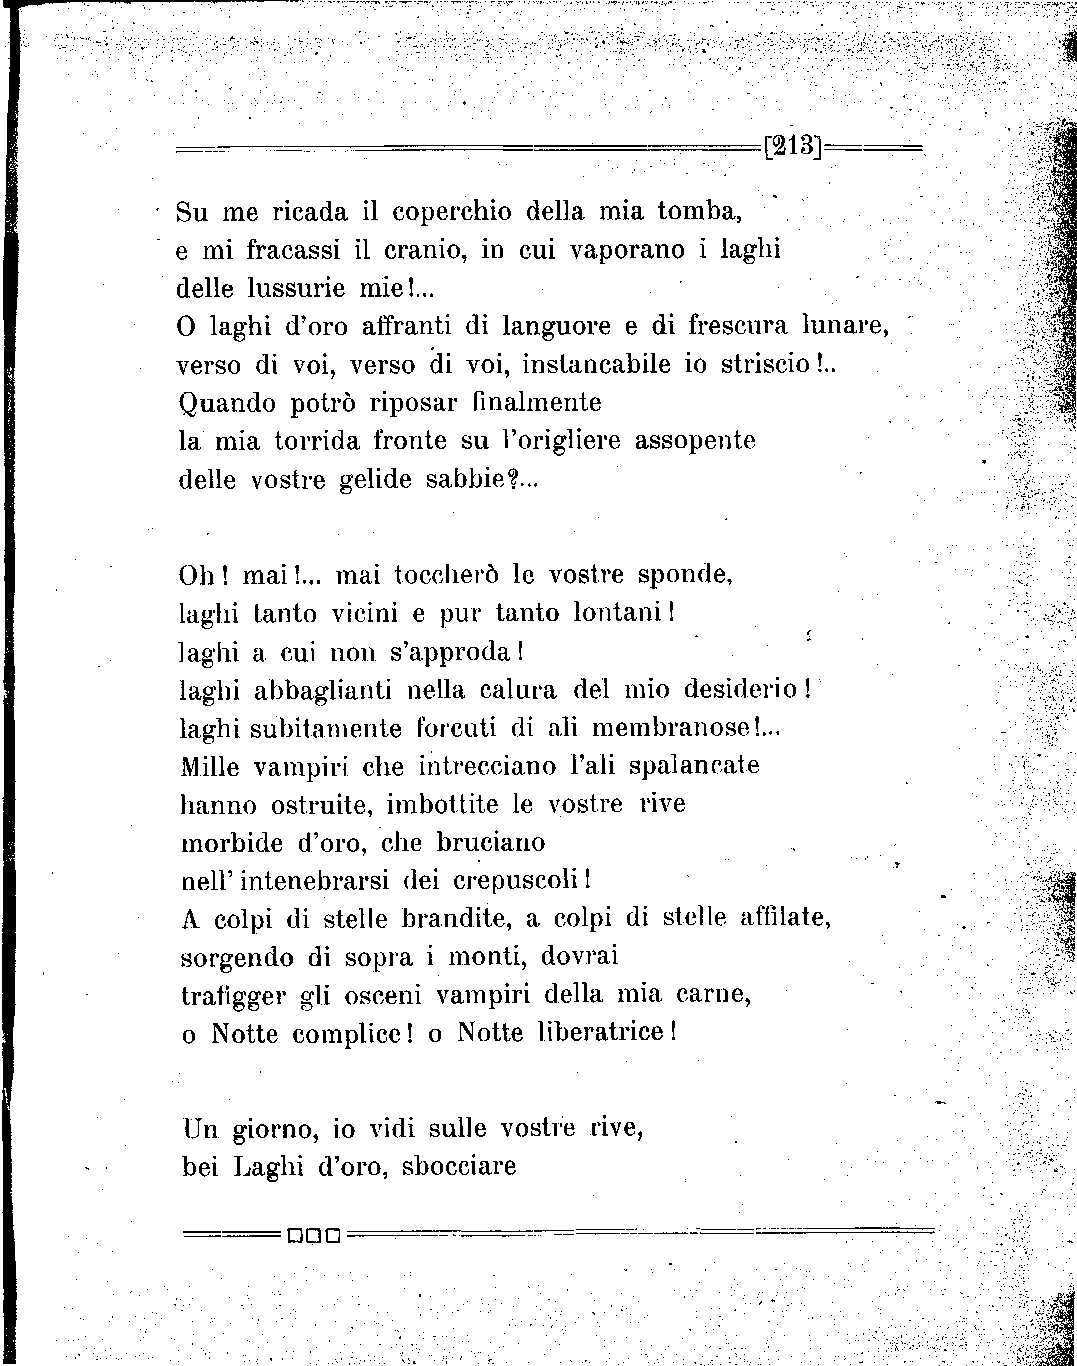 [213]
Su me ricada il coperchio della mia tomba,
e mi fracassi il cranio, in cui vaporano i laghi
delle lussurie mie!...
O laghi d'oro affranti di languore e di frescura lunare,
verso di voi, verso di voi, instancabile io striscio!..
Quando potrò riposar finalmente
la mia torrida fronte su l'origliere assopente
delle vostre gelide sabbie?...

Oh! mai!... mai toccherò le vostre sponde,
laghi tanto vicini e pur tanto lontani!
laghi a cui non s'approda!
laghi abbaglianti nella calura del mio desiderio!
laghi subitamente forcuti di ali membranose!...
Mille vampiri che intrecciano l'ali spalancate
hanno ostruite, imbottite le vostre rive
morbide d'oro, che bruciano
nell' intenebrarsi dei crepuscoli!
A colpi di stelle brandite, a colpi di stelle affilate,
sorgendo di sopra i monti, dovrai
trafigger gli osceni vampiri della mia carne,
o Notte complice! o Notte liberatrice!

Un giorno, io vidi sulle vostre rive,
bei Laghi d'oro, sbocciare